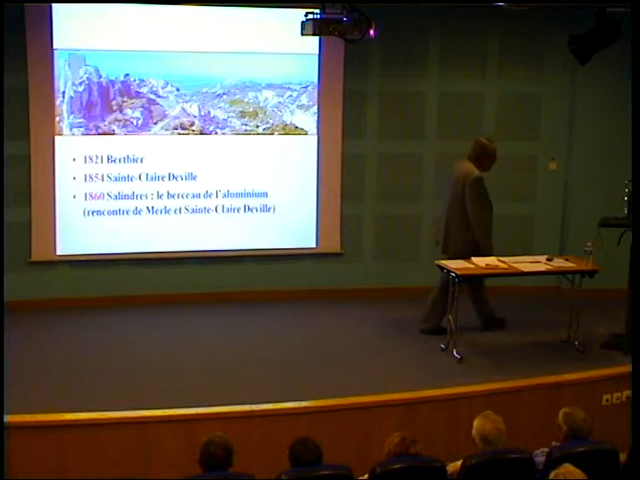 • 1821 Berthier
• 1854 Sainte-Claire Deville
• 1860 Salindres : le berceau de l'aluminium
(rencontre de Merle et Sainte-Claire Deville)